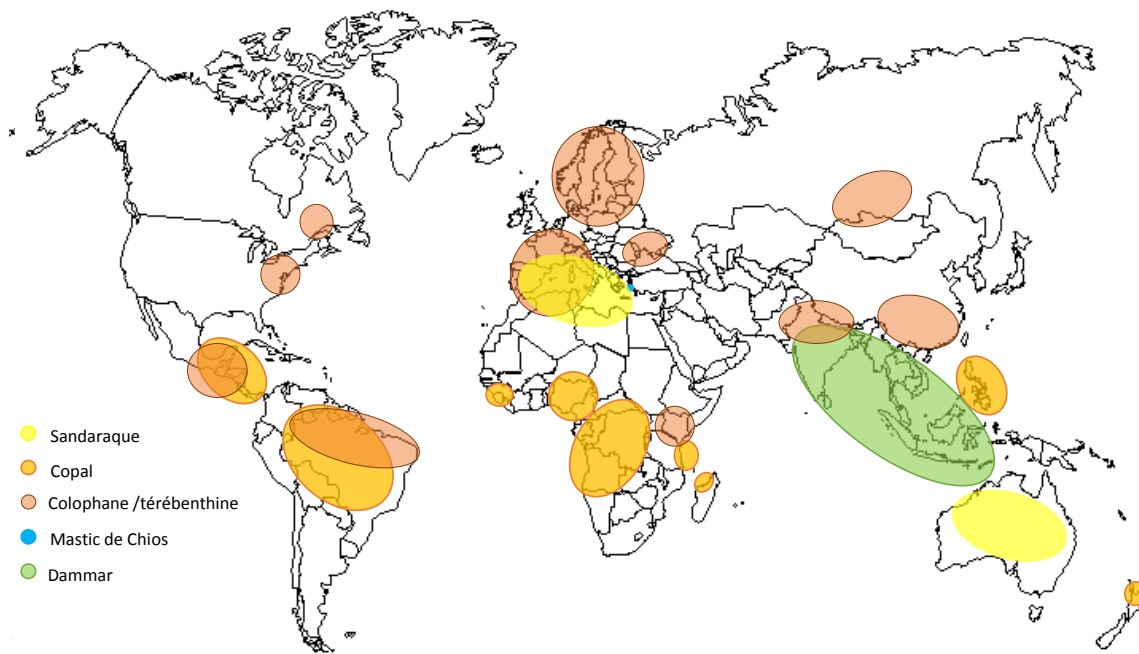 Sandaraque
Copal
Colophane /térébenthine
Mastic de Chios
Dammar